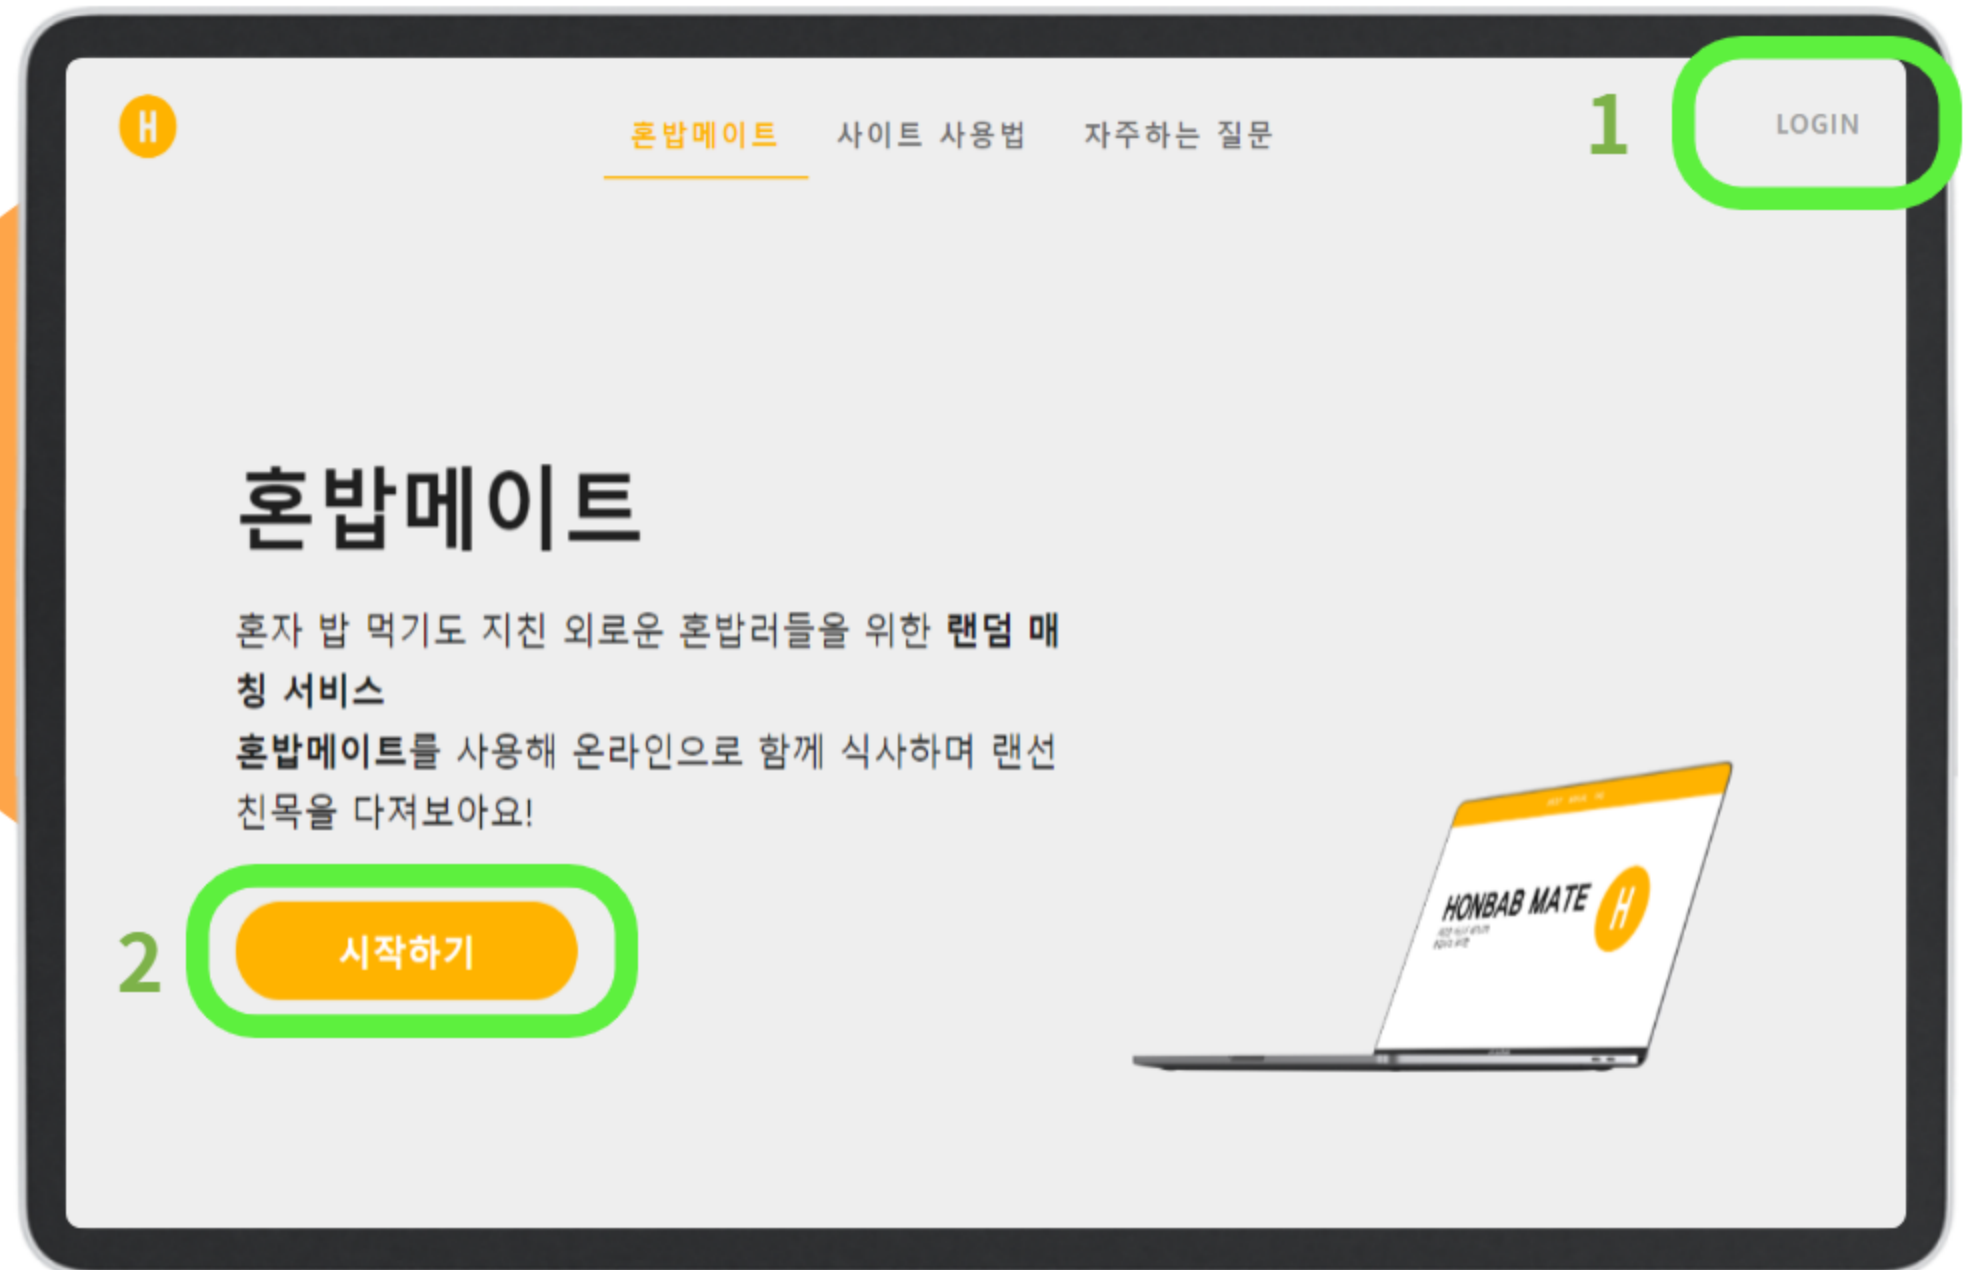 H
혼밥메이트 사이트 사용법 자주하는 질문
1
LOGIN
혼밥메이트
혼자 밥 먹기도 지친 외로운 혼밥러들을 위한 랜덤 매
칭 서비스
혼밥메이트를 사용해 온라인으로 함께 식사하며 랜선
친목을 다져보아요!
2
시작하기
HONBAB MATE
H